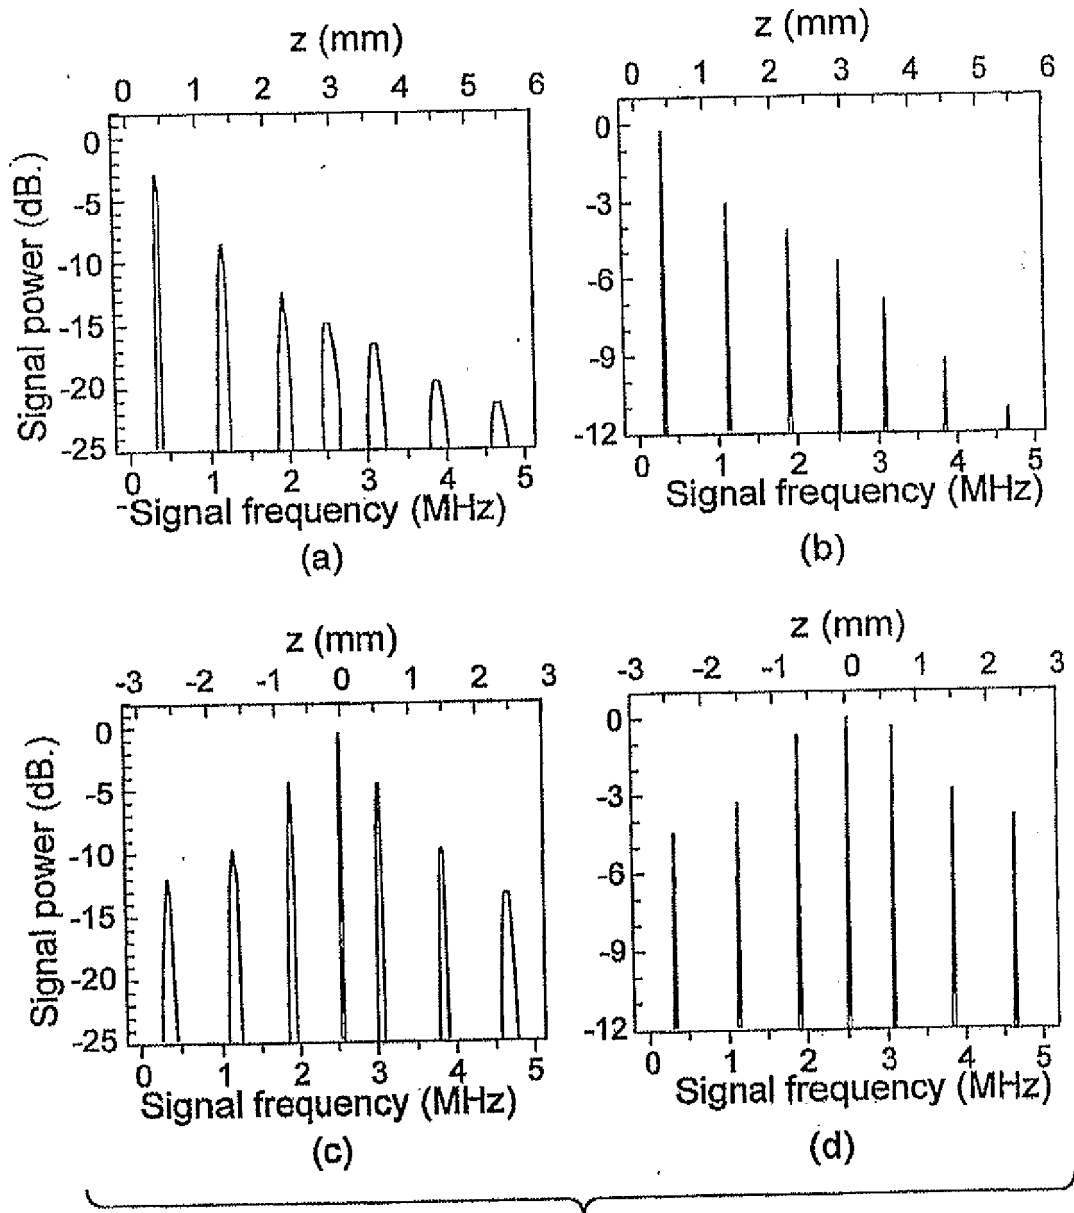 z (mm)
0 1 2 3 4 5 6
Signal power (dB.)
0
-5
-10
-15
-20
-25
0 1 2 3 4 5
Signal frequency (MHz)
(a)
z (mm)
0 1 2 3 4 5 6
0
-3
-6
-9
-12
0 1 2 3 4 5
Signal frequency (MHz)
(b)
z (mm)
-3 -2 -1 0 1 2 3
Signal power (dB.)
0
-5
-10
-15
-20
-25
0 1 2 3 4 5
Signal frequency (MHz)
(c)
z (mm)
-3 -2 -1 0 1 2 3
0
-3
-6
-9
-12
0 1 2 3 4 5
Signal frequency (MHz)
(d)